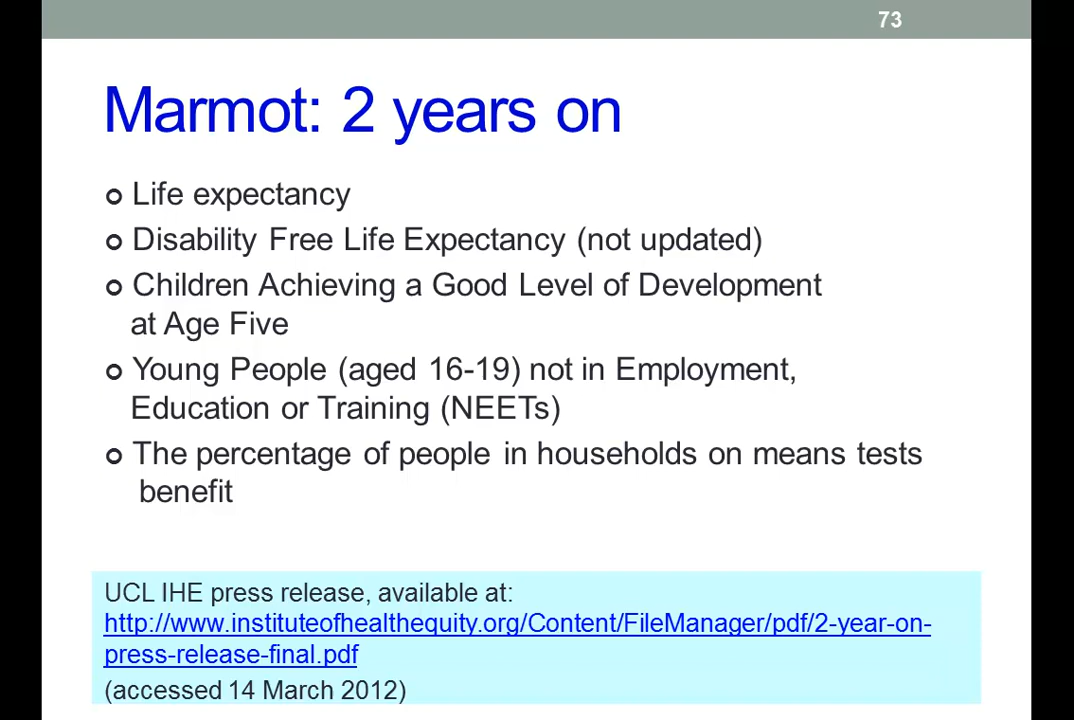 73
Marmot: 2 years on
Life expectancy
Disability Free Life Expectancy (not updated)
Children Achieving a Good Level of Development
at Age Five
Young People (aged 16-19) not in Employment,
Education or Training (NEETs)
The percentage of people in households on means tests
benefit
UCL IHE press release, available at:
http://www.instituteofhealthequity.org/Content/FileManager/pdf/2-year-on-
press-release-final.pdf
(accessed 14 March 2012)